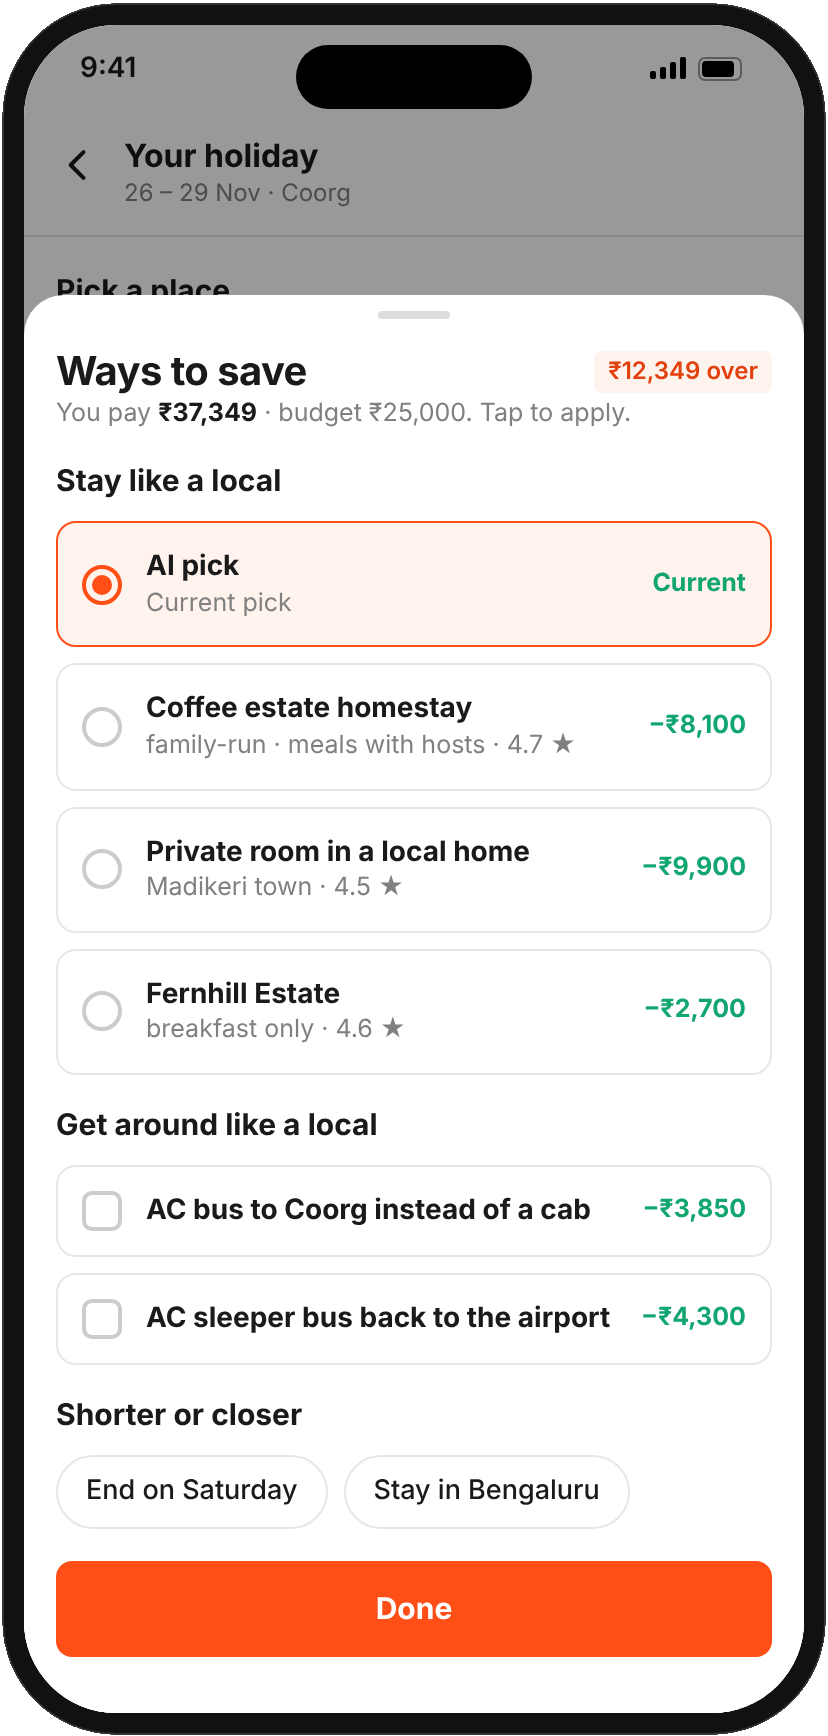 9:41
Your holiday
26 – 29 Nov · Coorg
Pick a place
Ways to save
₹12,349 over
You pay ₹37,349 · budget ₹25,000. Tap to apply.
Stay like a local
AI pick
Current pick
Current
Coffee estate homestay
family-run · meals with hosts · 4.7 ★
−₹8,100
Private room in a local home
Madikeri town · 4.5 ★
−₹9,900
Fernhill Estate
breakfast only · 4.6 ★
−₹2,700
Get around like a local
AC bus to Coorg instead of a cab
−₹3,850
AC sleeper bus back to the airport
−₹4,300
Shorter or closer
End on Saturday
Stay in Bengaluru
Done